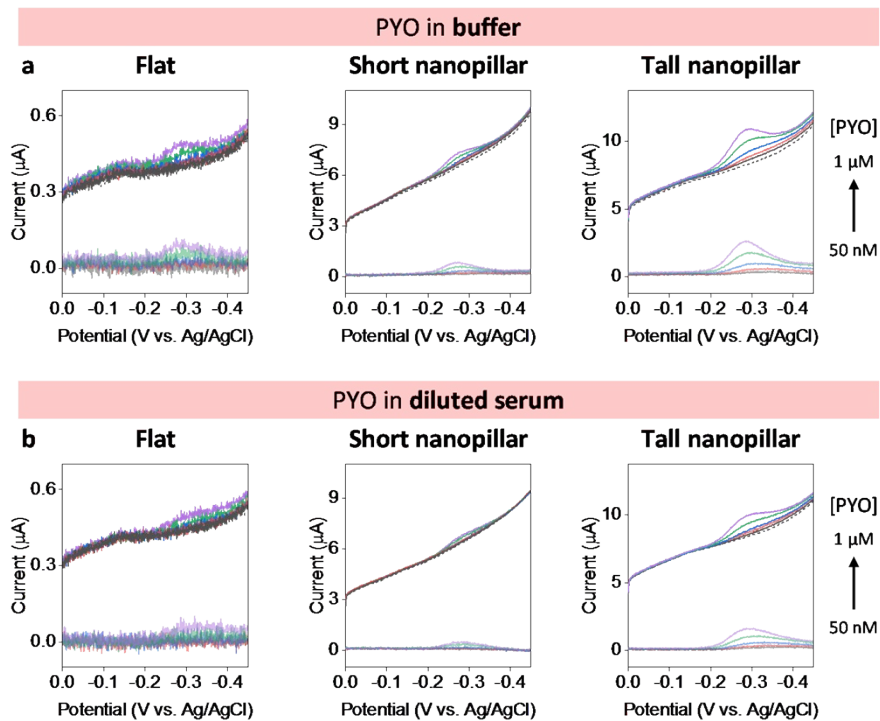 PYO in buffer
a
Flat
Short nanopillar
Tall nanopillar
Current (µA)
0.6
0.3
0.0
0.0 -0.1 -0.2 -0.3 -0.4
Potential (V vs. Ag/AgCl)
Current (µA)
9
6
3
0
0.0 -0.1 -0.2 -0.3 -0.4
Potential (V vs. Ag/AgCl)
Current (µA)
10
5
0
0.0 -0.1 -0.2 -0.3 -0.4
Potential (V vs. Ag/AgCl)
[PYO]
1 µM
50 nM
PYO in diluted serum
b
Flat
Short nanopillar
Tall nanopillar
Current (µA)
0.6
0.3
0.0
0.0 -0.1 -0.2 -0.3 -0.4
Potential (V vs. Ag/AgCl)
Current (µA)
9
6
3
0
0.0 -0.1 -0.2 -0.3 -0.4
Potential (V vs. Ag/AgCl)
Current (µA)
10
5
0
0.0 -0.1 -0.2 -0.3 -0.4
Potential (V vs. Ag/AgCl)
[PYO]
1 µM
50 nM